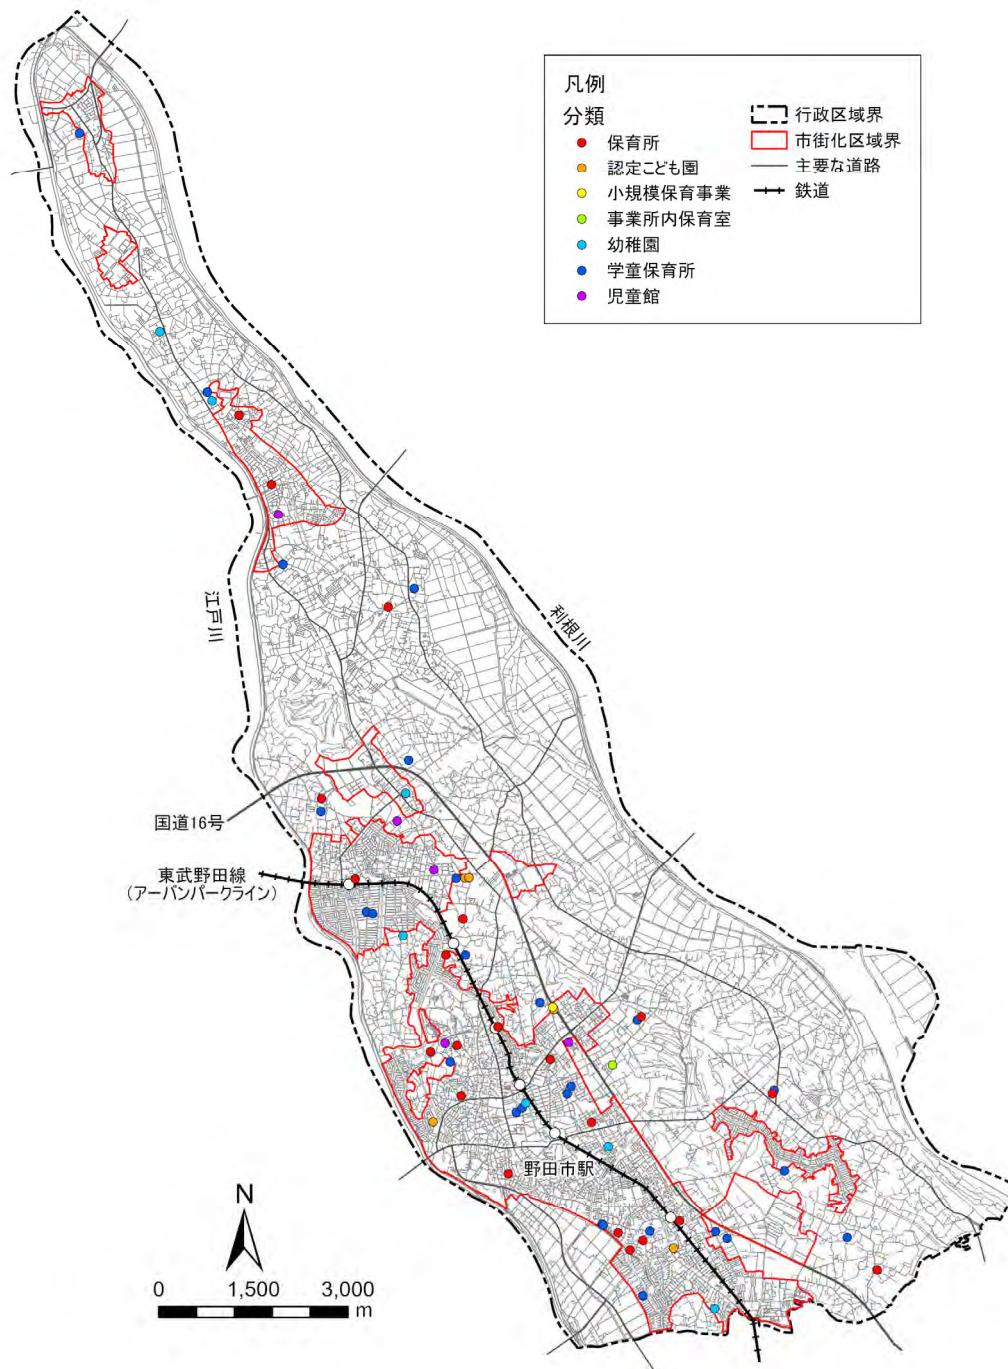 凡例
分類
保育所
認定こども園
小規模保育事業
事業所内保育室
幼稚園
学童保育所
児童館
行政区域界
市街化区域界
主要な道路
鉄道
江戸川
利根川
国道16号
東武野田線
(アーバンパークライン)
野田市駅
N
0 1,500 3,000
m